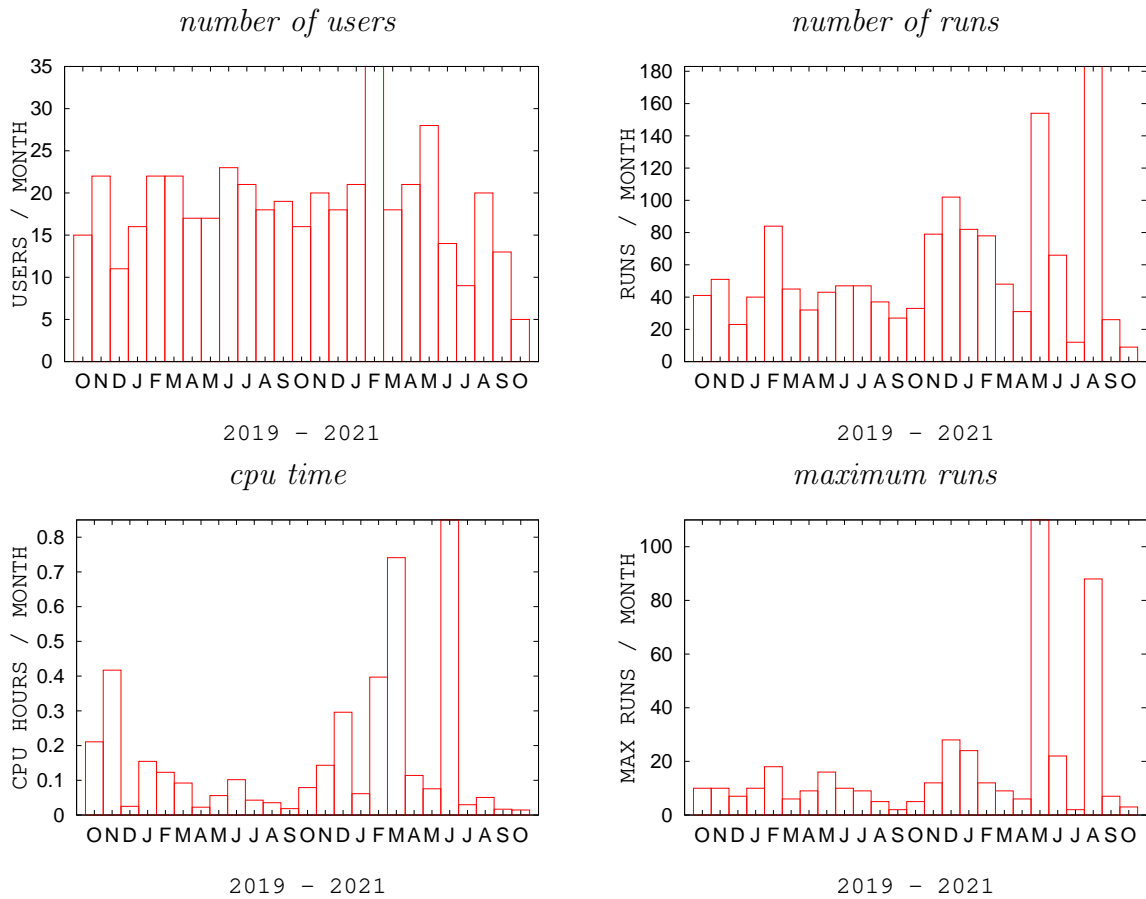 number of users
35
30
25
20
15
10
5
0
USERS / MONTH
O N D J F M A M J J A S O N D J F M A M J J A S O
2019 – 2021
number of runs
180
160
140
120
100
80
60
40
20
0
RUNS / MONTH
O N D J F M A M J J A S O N D J F M A M J J A S O
2019 – 2021
cpu time
0.8
0.7
0.6
0.5
0.4
0.3
0.2
0.1
0
CPU HOURS / MONTH
O N D J F M A M J J A S O N D J F M A M J J A S O
2019 – 2021
maximum runs
100
80
60
40
20
0
MAX RUNS / MONTH
O N D J F M A M J J A S O N D J F M A M J J A S O
2019 – 2021